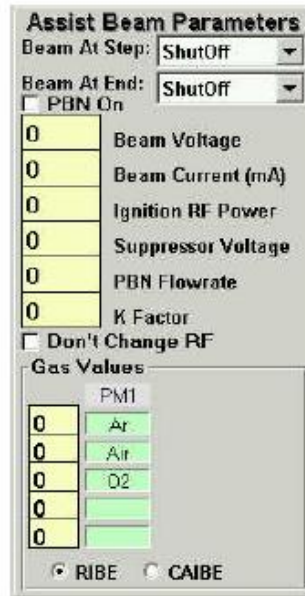 Assist Beam Parameters
Beam At Step: ShutOff
Beam At End: ShutOff
PBN On
0 Beam Voltage
0 Beam Current (mA)
0 Ignition RF Power
0 Suppressor Voltage
0 PBN Flowrate
0 K Factor
Don't Change RF
Gas Values
PM1
0 Ar
0 Air
0 O2
0
0
RIBE CAIBE